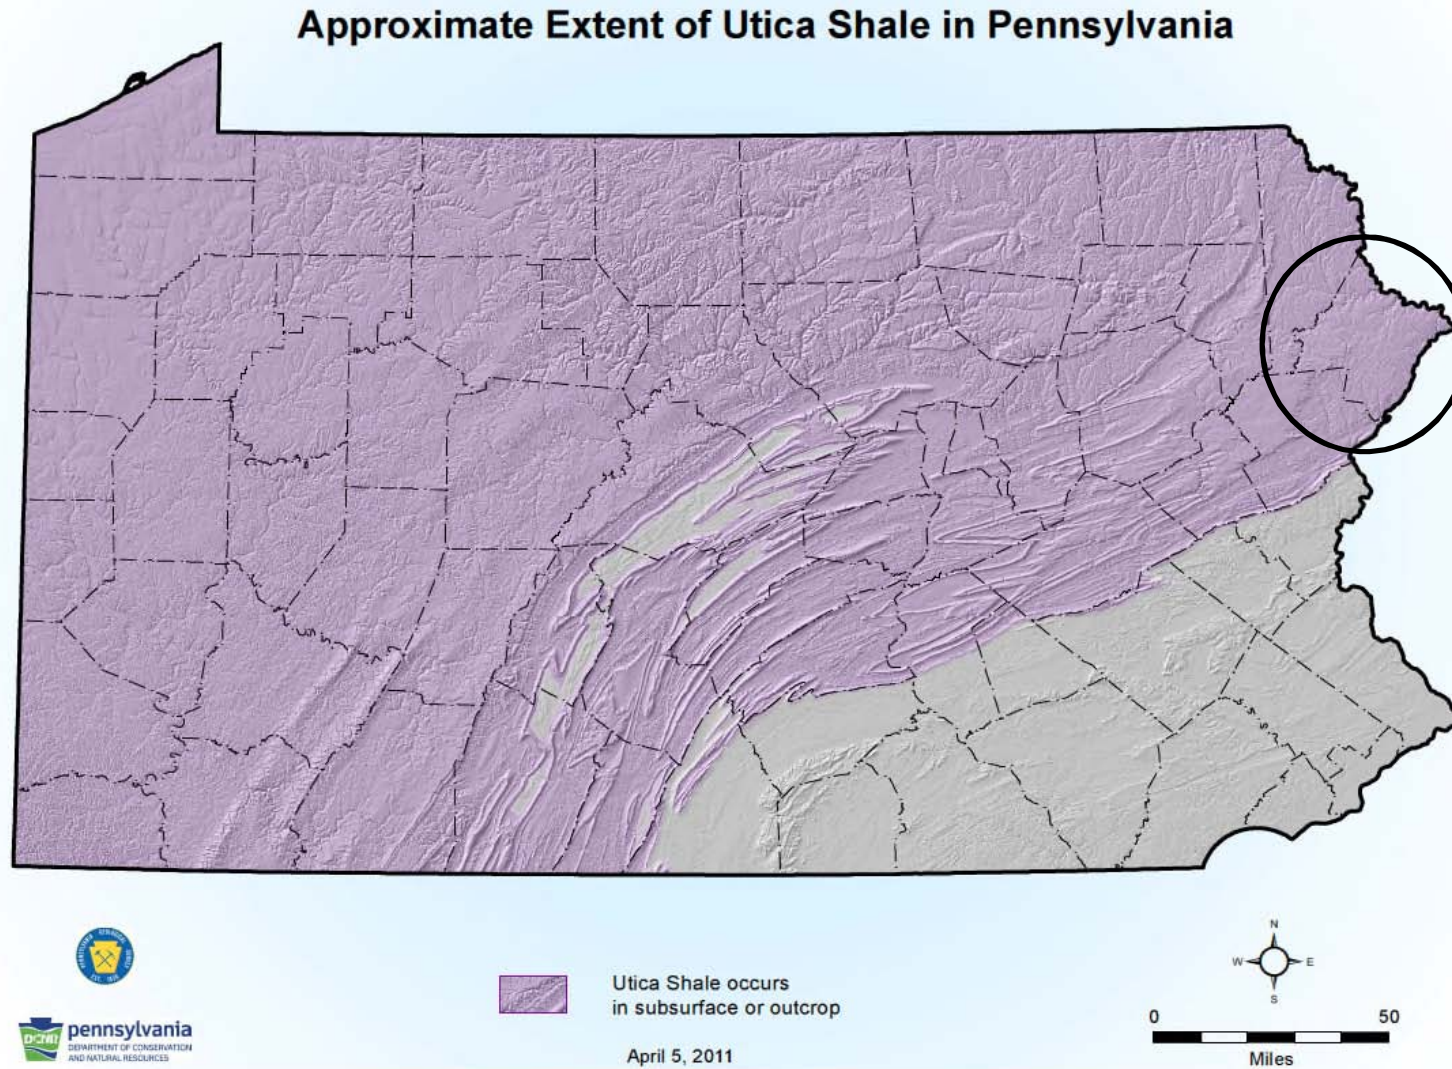 Approximate Extent of Utica Shale in Pennsylvania
N
W E
S
Utica Shale occurs
in subsurface or outcrop
0 50
Miles
pennsylvania
DCNR
DEPARTMENT OF CONSERVATION
AND NATURAL RESOURCES
April 5, 2011